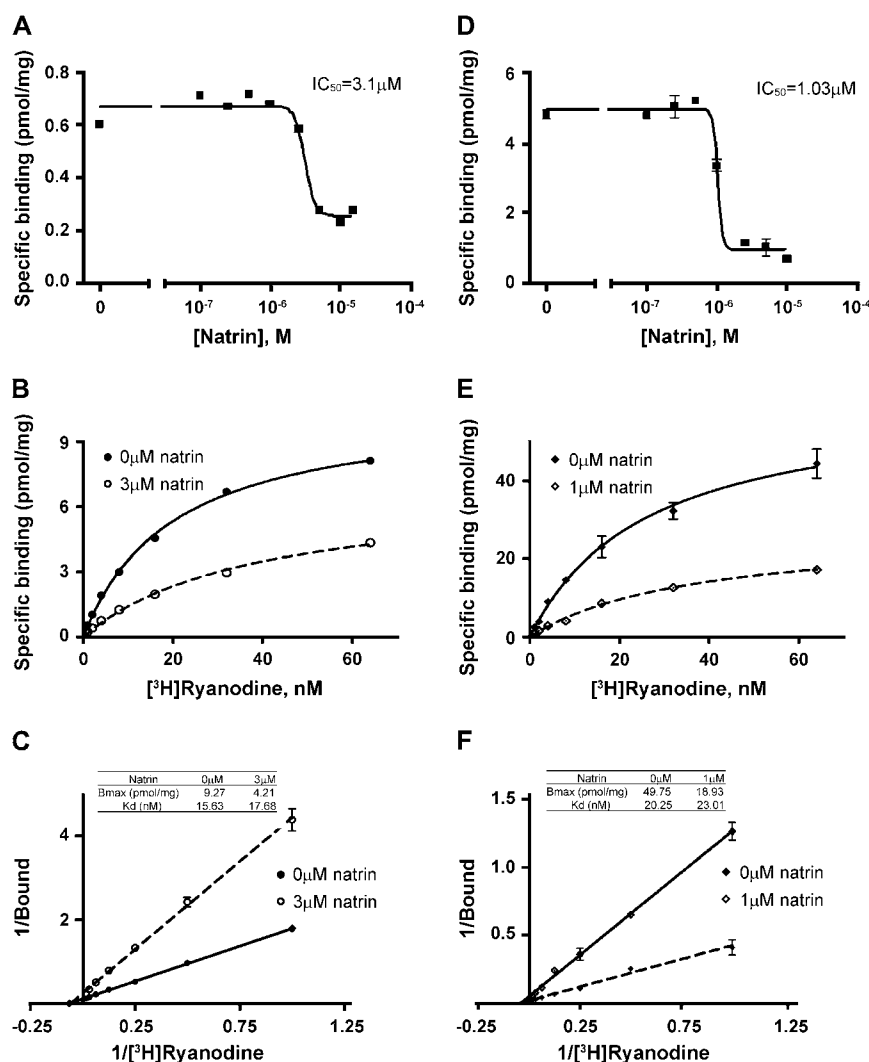 A
Specific binding (pmol/mg)
0.8
0.6
0.4
0.2
0.0
IC50=3.1μM
0
10-7
10-6
10-5
10-4
[Natrin], M
D
Specific binding (pmol/mg)
6
4
2
0
IC50=1.03μM
0
10-7
10-6
10-5
10-4
[Natrin], M
B
Specific binding (pmol/mg)
9
6
3
0
0μM natrin
3μM natrin
0
20
40
60
[3H]Ryanodine, nM
E
Specific binding (pmol/mg)
40
20
0
0μM natrin
1μM natrin
0
20
40
60
[3H]Ryanodine, nM
C
Natrin 0μM 3μM
Bmax (pmol/mg) 9.27 4.21
Kd (nM) 15.63 17.68
1/Bound
4
2
0μM natrin
3μM natrin
-0.25
0.25
0.75
1.25
1/[3H]Ryanodine
F
Natrin 0μM 1μM
Bmax (pmol/mg) 49.75 18.93
Kd (nM) 20.25 23.01
1/Bound
1.5
1.0
0.5
0μM natrin
1μM natrin
-0.25
0.25
0.75
1.25
1/[3H]Ryanodine